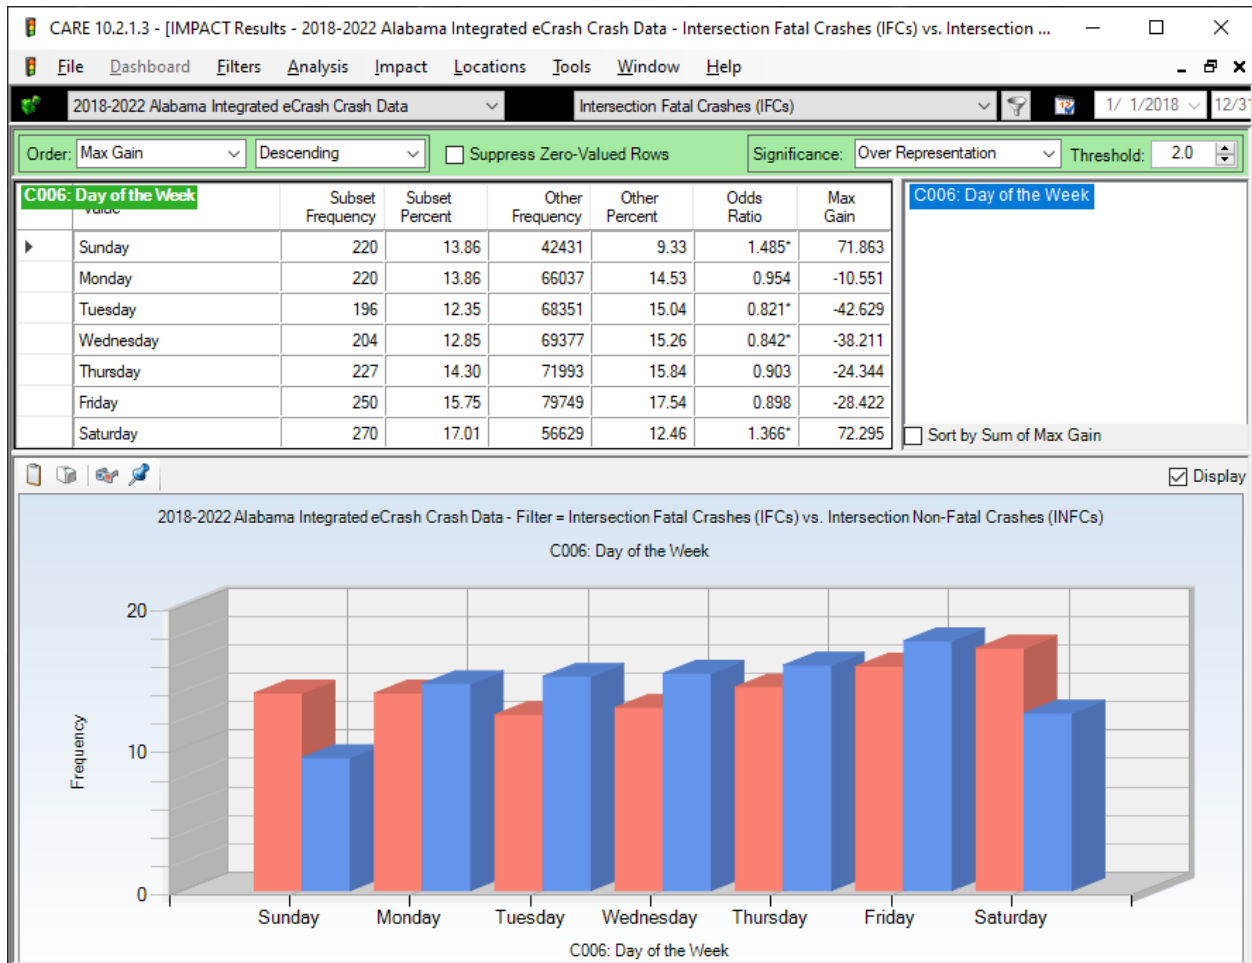 CARE 10.2.1.3 - [IMPACT Results - 2018-2022 Alabama Integrated eCrash Crash Data - Intersection Fatal Crashes (IFCs) vs. Intersection ...
File Dashboard Filters Analysis Impact Locations Tools Window Help
2018-2022 Alabama Integrated eCrash Crash Data Intersection Fatal Crashes (IFCs) 1/ 1/2018 12/31
Order: Max Gain Descending Suppress Zero-Valued Rows Significance: Over Representation Threshold: 2.0
C006: Day of the Week Subset Frequency Subset Percent Other Frequency Other Percent Odds Ratio Max Gain C006: Day of the Week
Sunday 220 13.86 42431 9.33 1.485* 71.863
Monday 220 13.86 66037 14.53 0.954 -10.551
Tuesday 196 12.35 68351 15.04 0.821* -42.629
Wednesday 204 12.85 69377 15.26 0.842* -38.211
Thursday 227 14.30 71993 15.84 0.903 -24.344
Friday 250 15.75 79749 17.54 0.898 -28.422
Saturday 270 17.01 56629 12.46 1.366* 72.295
Sort by Sum of Max Gain
Display
2018-2022 Alabama Integrated eCrash Crash Data - Filter = Intersection Fatal Crashes (IFCs) vs. Intersection Non-Fatal Crashes (INFCs)
C006: Day of the Week
20
10
0
Frequency
Sunday Monday Tuesday Wednesday Thursday Friday Saturday
C006: Day of the Week